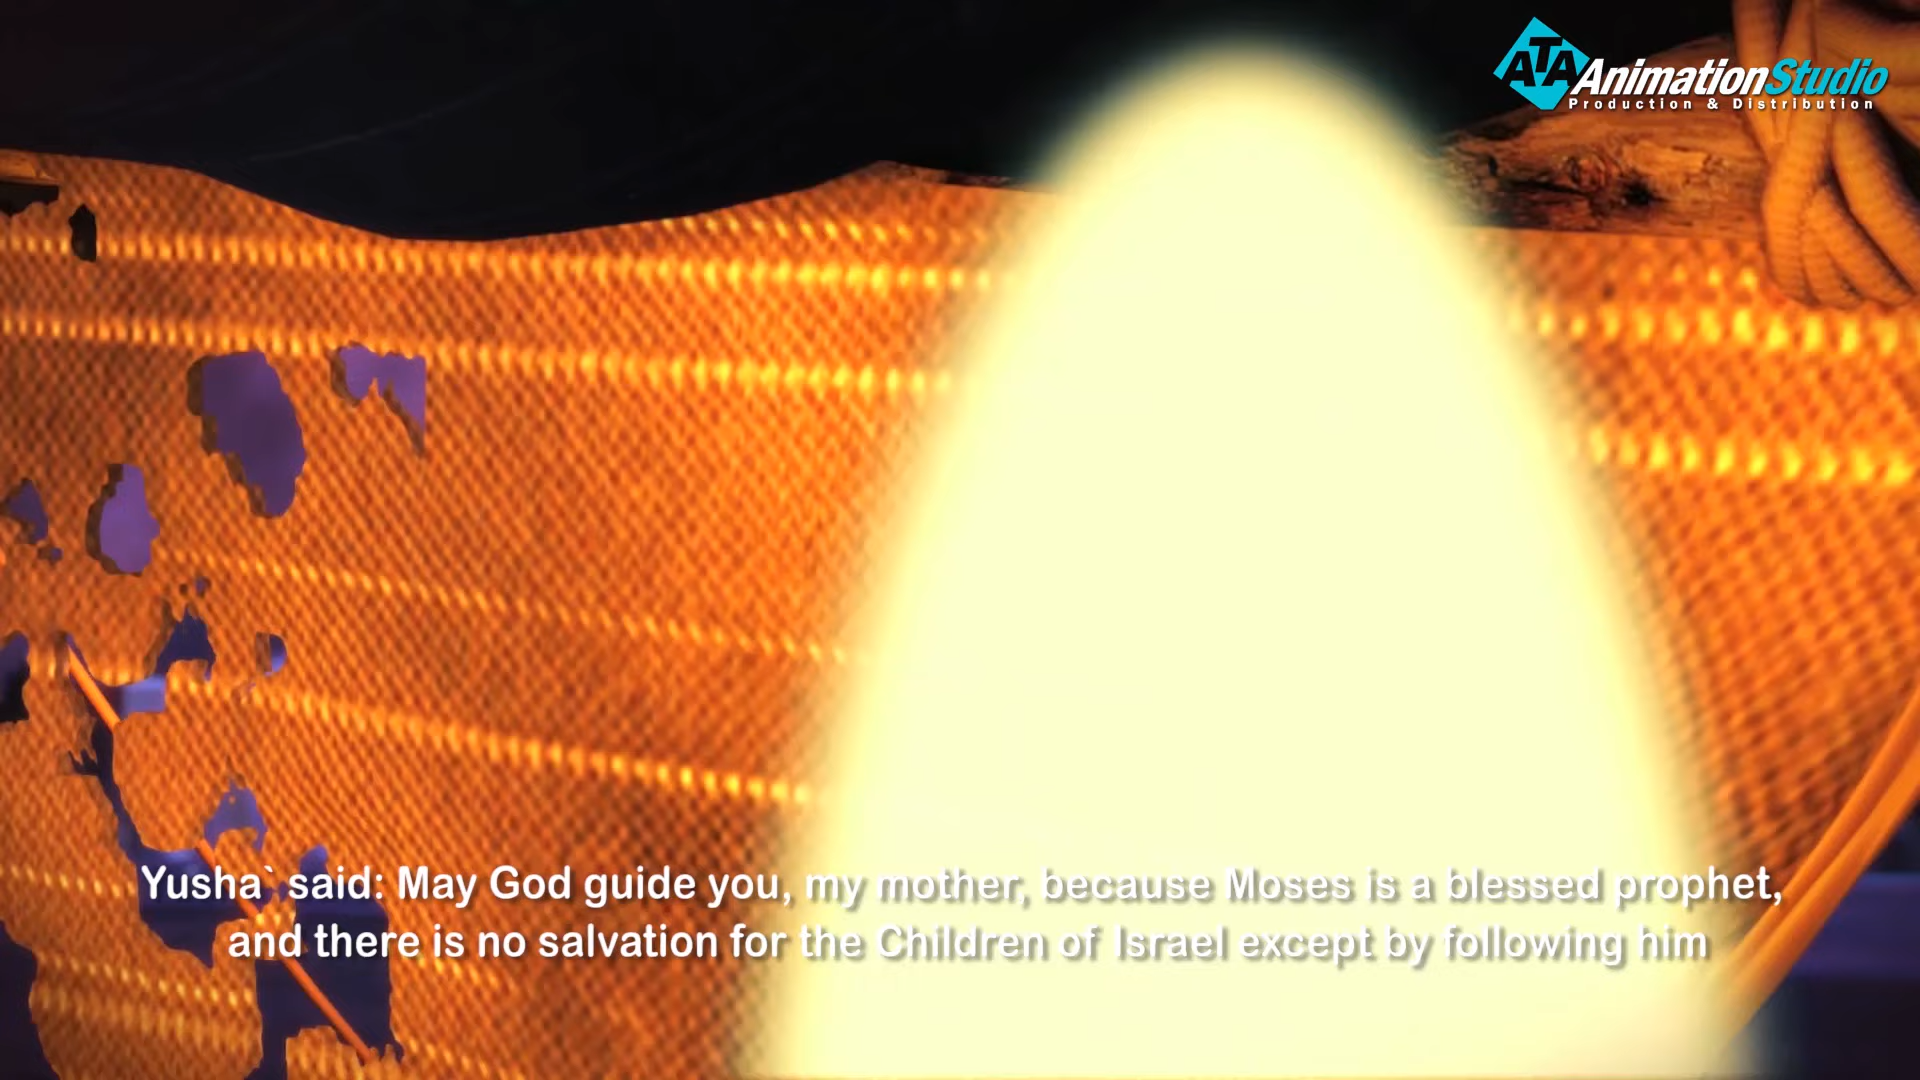 ATA AnimationStudio
Production & Distribution
Yusha` said: May God guide you, my mother, because Moses is a blessed prophet,
and there is no salvation for the Children of Israel except by following him